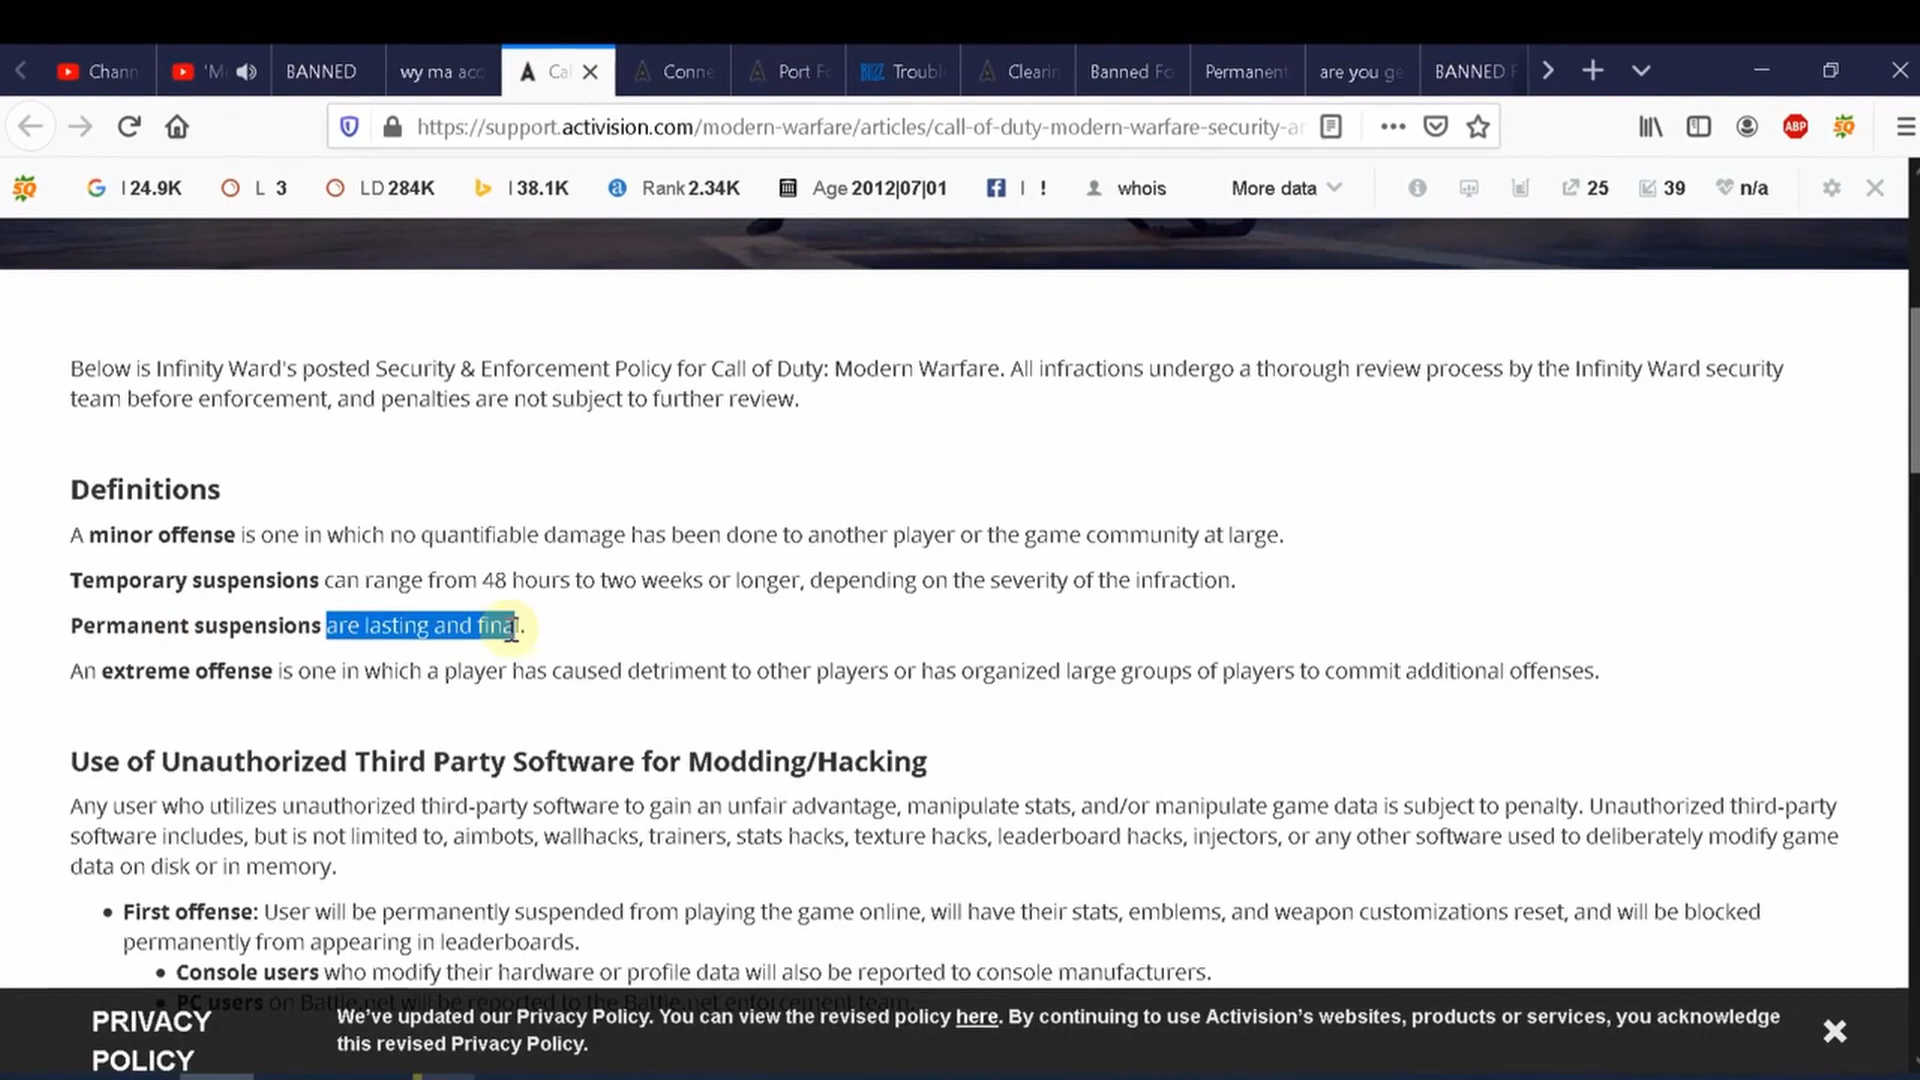 Chann
'M
BANNED
wy ma acc
Ca
Conne
Port Fo
BLIZZ Troubl
Clearin
Banned Fo
Permanent
are you ge
BANNED F
https://support.activision.com/modern-warfare/articles/call-of-duty-modern-warfare-security-a
ABP
SQ
SQ
I 24.9K
L 3
LD 284K
I 38.1K
Rank 2.34K
Age 2012|07|01
I !
whois
More data
25
39
n/a
Below is Infinity Ward's posted Security & Enforcement Policy for Call of Duty: Modern Warfare. All infractions undergo a thorough review process by the Infinity Ward security
team before enforcement, and penalties are not subject to further review.
Definitions
A minor offense is one in which no quantifiable damage has been done to another player or the game community at large.
Temporary suspensions can range from 48 hours to two weeks or longer, depending on the severity of the infraction.
Permanent suspensions are lasting and final.
An extreme offense is one in which a player has caused detriment to other players or has organized large groups of players to commit additional offenses.
Use of Unauthorized Third Party Software for Modding/Hacking
Any user who utilizes unauthorized third-party software to gain an unfair advantage, manipulate stats, and/or manipulate game data is subject to penalty. Unauthorized third-party
software includes, but is not limited to, aimbots, wallhacks, trainers, stats hacks, texture hacks, leaderboard hacks, injectors, or any other software used to deliberately modify game
data on disk or in memory.
• First offense: User will be permanently suspended from playing the game online, will have their stats, emblems, and weapon customizations reset, and will be blocked
permanently from appearing in leaderboards.
• Console users who modify their hardware or profile data will also be reported to console manufacturers.
• PC users on Battle.net will be reported to the Battle.net enforcement team.
PRIVACY
POLICY
We've updated our Privacy Policy. You can view the revised policy here. By continuing to use Activision's websites, products or services, you acknowledge
this revised Privacy Policy.